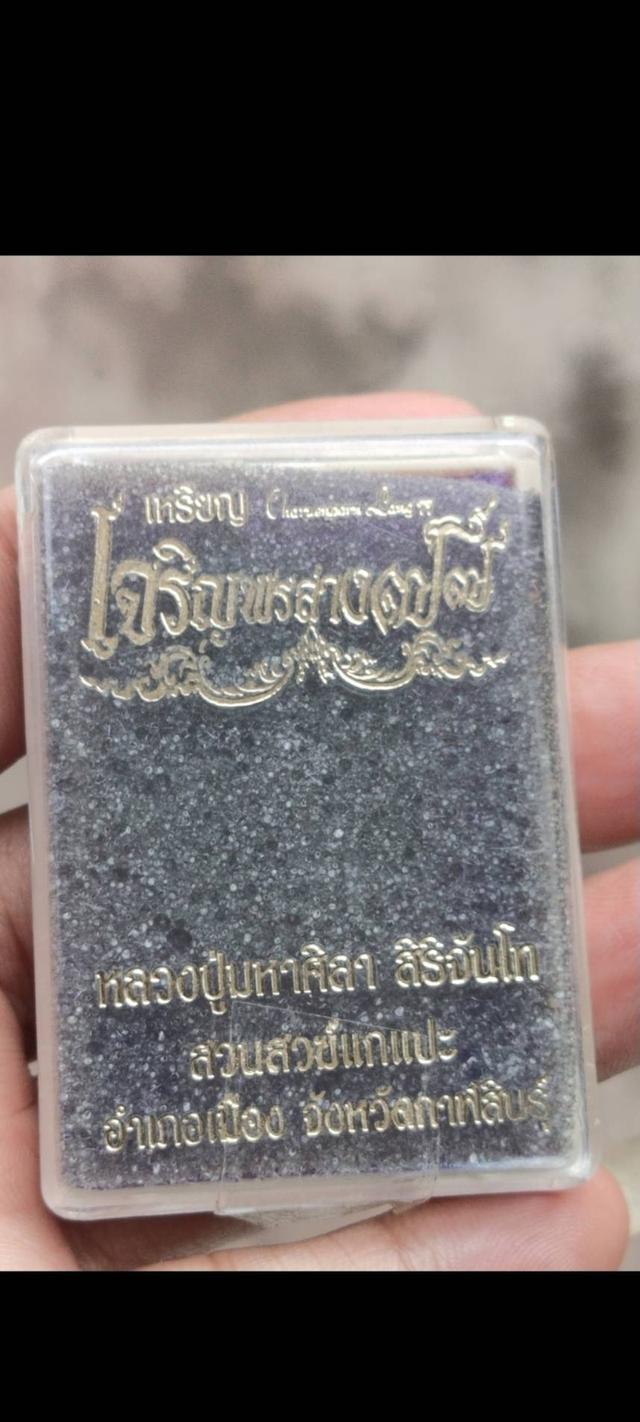 เหรียญ
เจริญพรล่าง
หลวงปู่มหาศิลา สิริจันโท
สวนสงฆ์แกแปะ
อำเภอเมือง จังหวัดกาฬสินธุ์